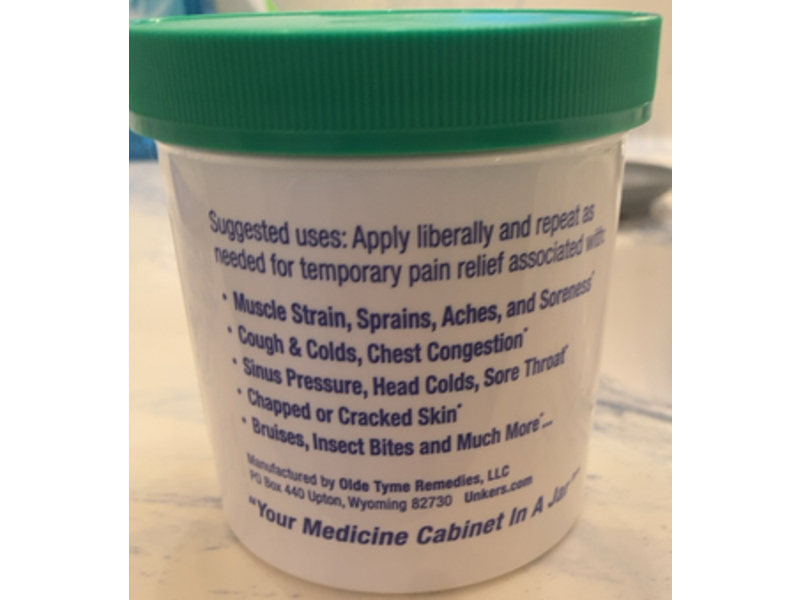 Suggested uses: Apply liberally and repeat as
needed for temporary pain relief associated with:
• Muscle Strain, Sprains, Aches, and Soreness*
• Cough & Colds, Chest Congestion*
• Sinus Pressure, Head Colds, Sore Throat*
• Chapped or Cracked Skin*
• Bruises, Insect Bites and Much More*...
Manufactured by Olde Tyme Remedies, LLC
PO Box 440 Upton, Wyoming 82730 Unkers.com
"Your Medicine Cabinet In A Jar"